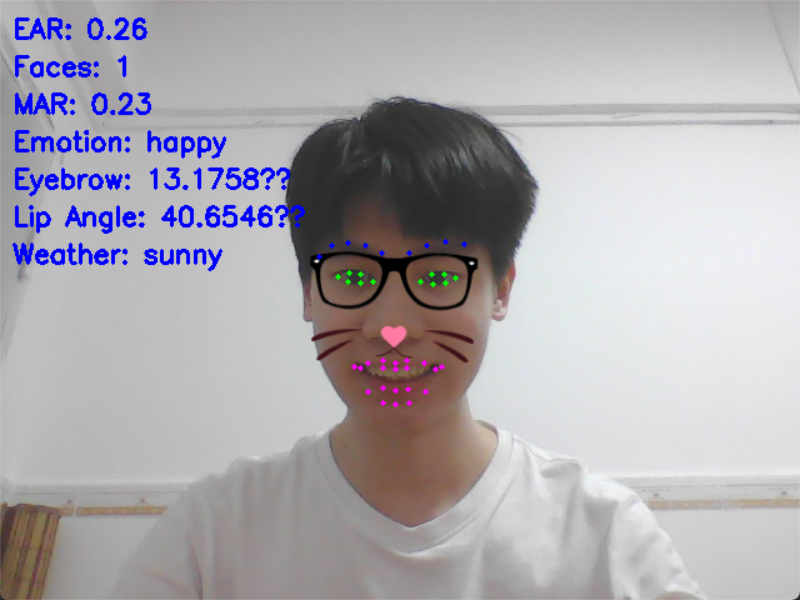 EAR: 0.26
Faces: 1
MAR: 0.23
Emotion: happy
Eyebrow: 13.1758??
Lip Angle: 40.6546??
Weather: sunny